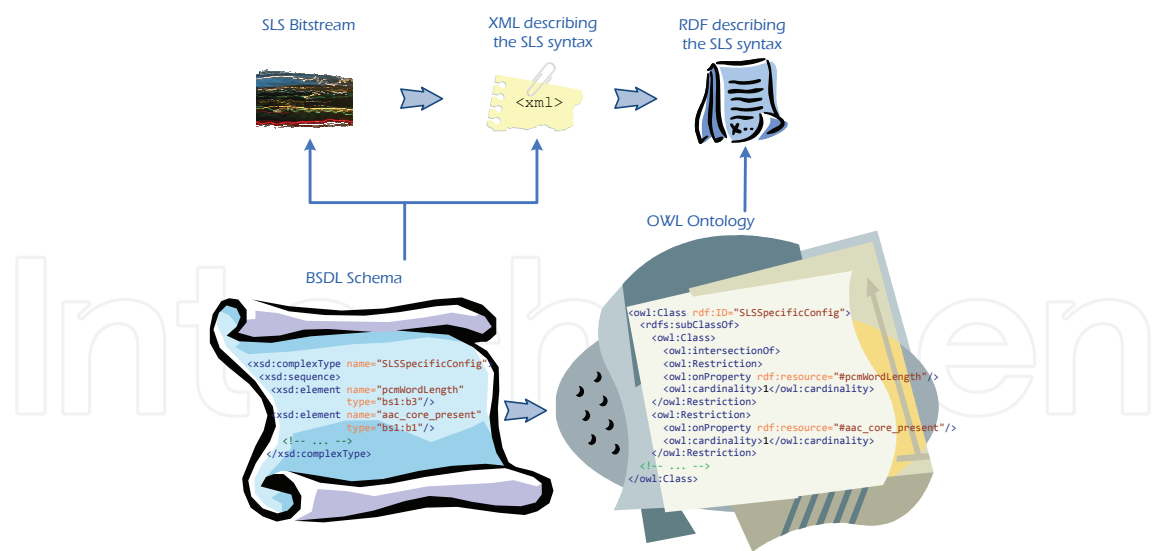 SLS Bitstream
XML describing
the SLS syntax
RDF describing
the SLS syntax
<xml>
BSDL Schema
OWL Ontology
<xsd:complexType name="SLSSpecificConfig"
<xsd:sequence>
<xsd:element name="pcmWordLength"
type="bs1:b3"/>
<xsd:element name="aac_core_present"
type="bs1:b1"/>
<!-- ... -->
</xsd:complexType>
<owl:Class rdf:ID="SLSSpecificConfig">
<rdfs:subClassOf>
<owl:Class>
<owl:intersectionOf>
<owl:Restriction>
<owl:onProperty rdf:resource="#pcmWordLength"/>
<owl:cardinality>1</owl:cardinality>
</owl:Restriction>
<owl:Restriction>
<owl:onProperty rdf:resource="#aac_core_present"/>
<owl:cardinality>1</owl:cardinality>
</owl:Restriction>
<!-- ... -->
</owl:Class>